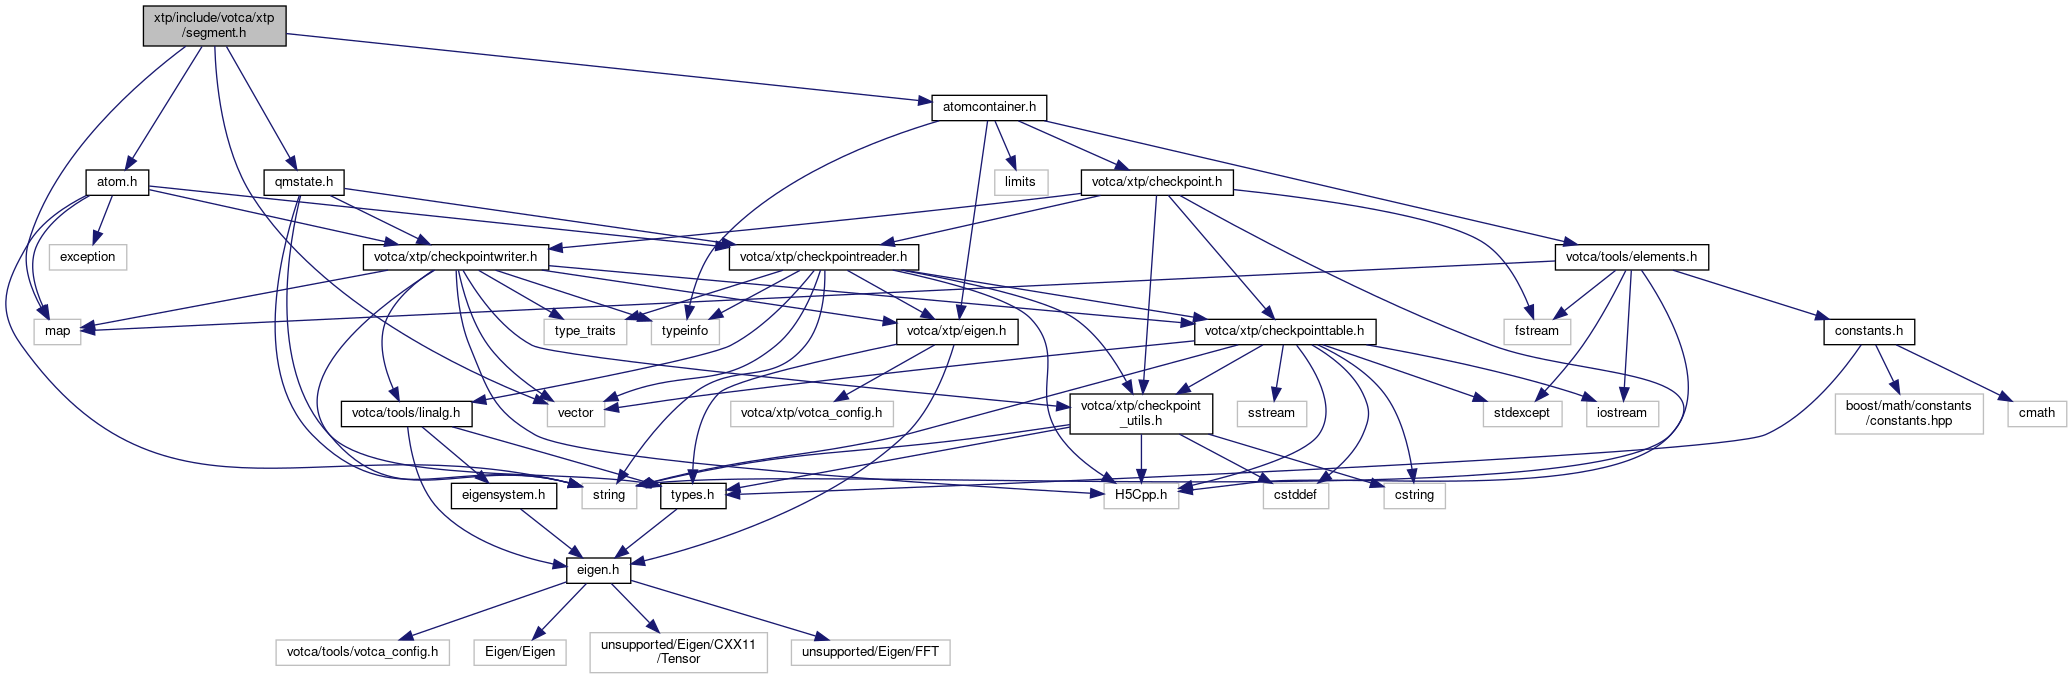 xtp/include/votca/xtp
/segment.h
atomcontainer.h
atom.h
qmstate.h
limits
votca/xtp/checkpoint.h
exception
votca/xtp/checkpointwriter.h
votca/xtp/checkpointreader.h
votca/tools/elements.h
map
type_traits
typeinfo
votca/xtp/eigen.h
votca/xtp/checkpointtable.h
fstream
constants.h
votca/tools/linalg.h
vector
votca/xtp/votca_config.h
votca/xtp/checkpoint
_utils.h
sstream
stdexcept
iostream
boost/math/constants
/constants.hpp
cmath
eigensystem.h
string
types.h
H5Cpp.h
cstddef
cstring
eigen.h
votca/tools/votca_config.h
Eigen/Eigen
unsupported/Eigen/CXX11
/Tensor
unsupported/Eigen/FFT